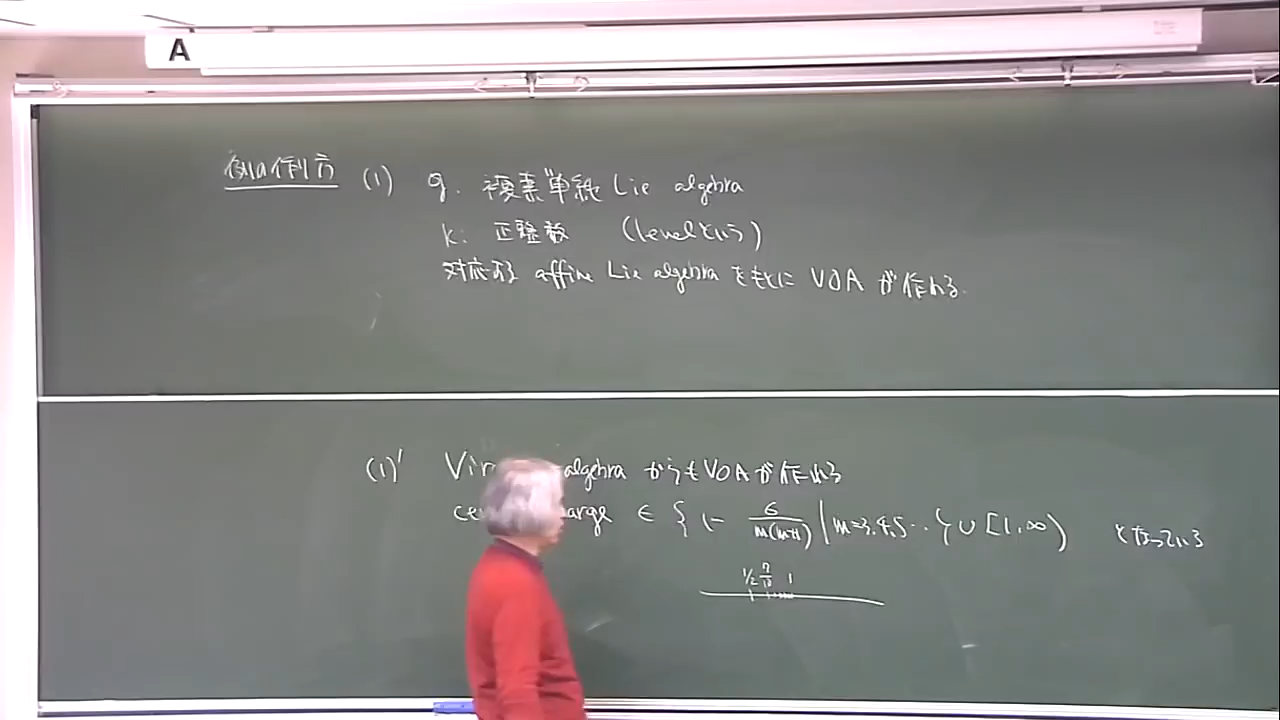 A
例の作り方 (1) g. 複素単純 Lie algebra
k: 正整数 (levelという)
対応する affine Lie algebra をもとに VOA が作れる.
(1)' Vir algebra からも VOA が作れる
ce arge ∈ { 1- 6/m(m+1) | m=3,4,5… } ∪ [1,∞) となっている
1/2 7/10 1